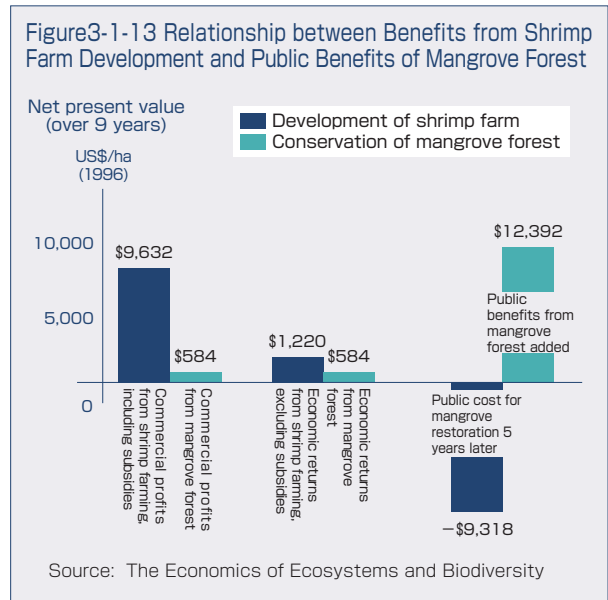 Figure3-1-13 Relationship between Benefits from Shrimp
Farm Development and Public Benefits of Mangrove Forest
Net present value
(over 9 years)
US$/ha
(1996)
Development of shrimp farm
Conservation of mangrove forest
10,000
5,000
0
$9,632
$584
$1,220
$584
$12,392
Public
benefits from
mangrove
forest added
Commercial profits
from shrimp farming,
including subsidies
Commercial profits
from mangrove forest
Economic returns
from shrimp farming,
excluding subsidies
Economic returns
from mangrove
forest
Public cost for
mangrove
restoration 5
years later
−$9,318
Source: The Economics of Ecosystems and Biodiversity